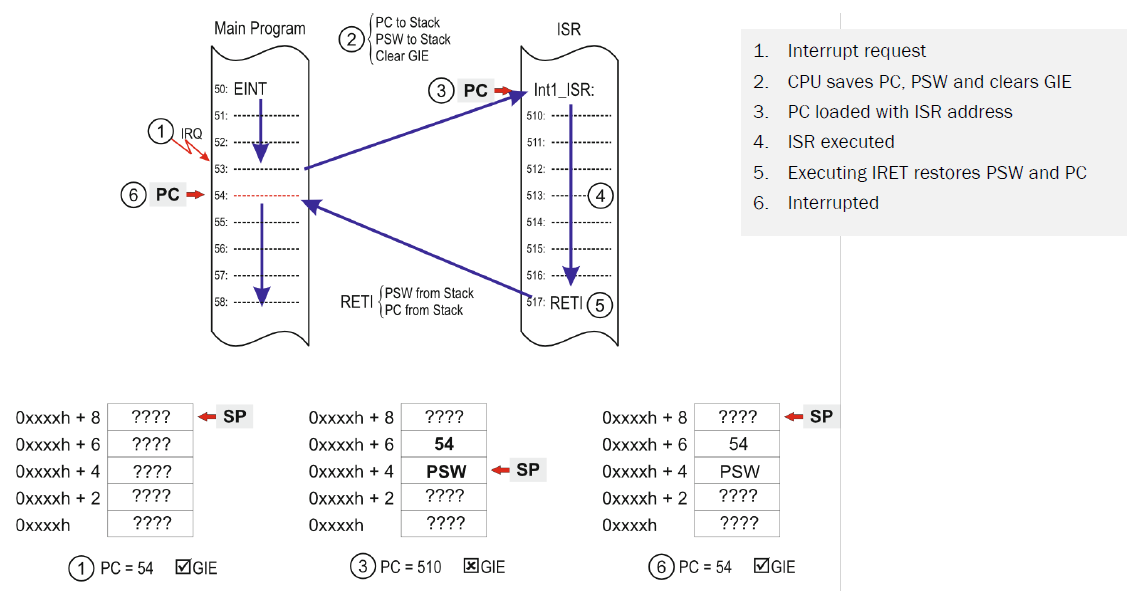 Main Program
50: EINT
51:
52:
53:
54:
55:
56:
57:
58:
1 IRQ
6 PC
2 PC to Stack
PSW to Stack
Clear GIE
3 PC
ISR
Int1_ISR:
510:
511:
512:
513:
4
514:
515:
516:
517: RETI 5
RETI PSW from Stack
PC from Stack
1. Interrupt request
2. CPU saves PC, PSW and clears GIE
3. PC loaded with ISR address
4. ISR executed
5. Executing IRET restores PSW and PC
6. Interrupted
0xxxxh + 8 ???? SP
0xxxxh + 6 ????
0xxxxh + 4 ????
0xxxxh + 2 ????
0xxxxh ????
1 PC = 54 GIE
0xxxxh + 8 ????
0xxxxh + 6 54
0xxxxh + 4 PSW SP
0xxxxh + 2 ????
0xxxxh ????
3 PC = 510 GIE
0xxxxh + 8 ???? SP
0xxxxh + 6 54
0xxxxh + 4 PSW
0xxxxh + 2 ????
0xxxxh ????
6 PC = 54 GIE